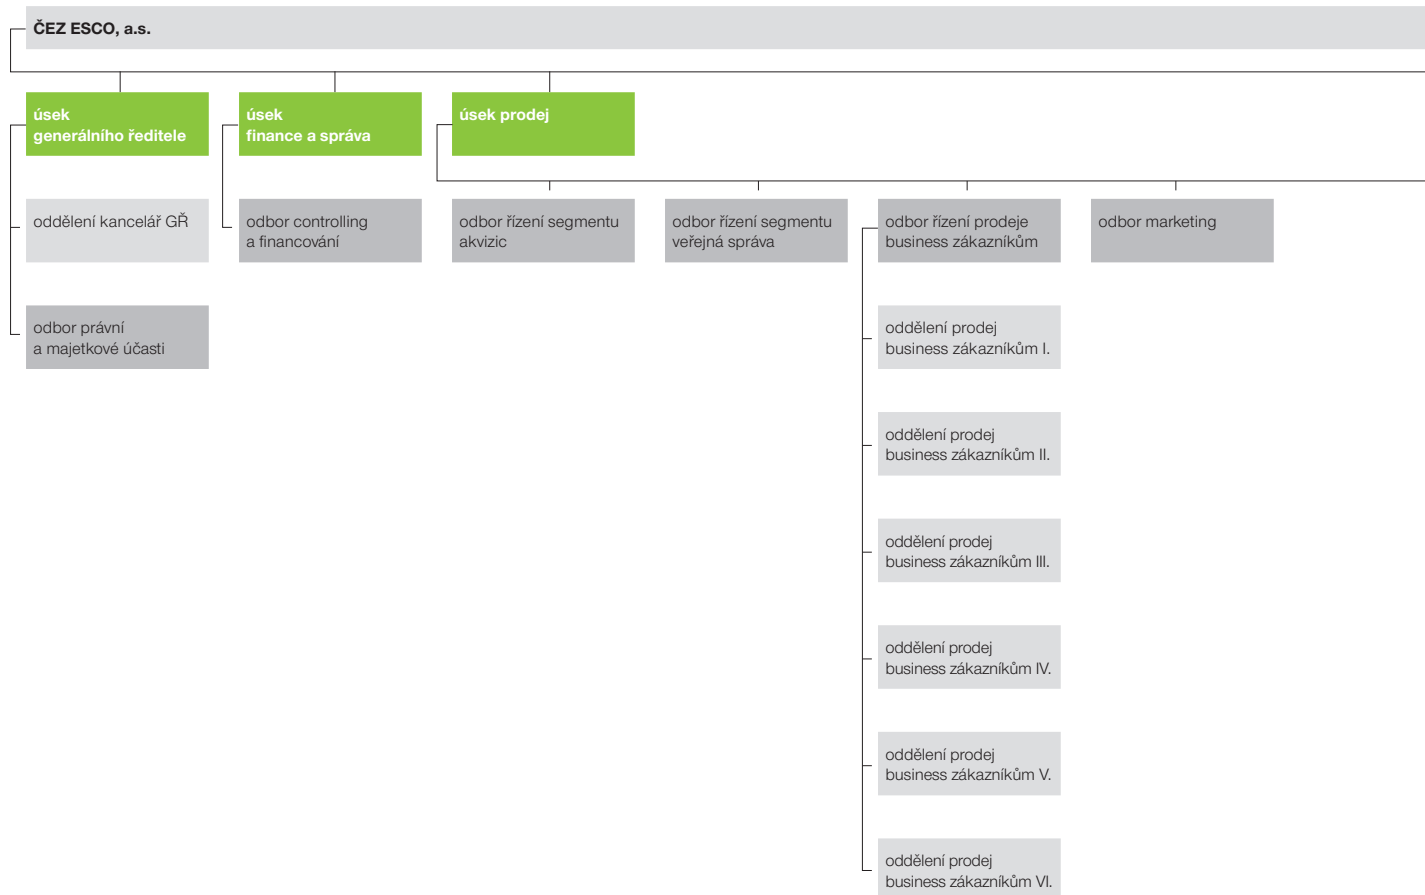 ČEZ ESCO, a.s.
úsek
generálního ředitele
úsek
finance a správa
úsek prodej
oddělení kancelář GŘ
odbor controlling
a financování
odbor řízení segmentu
akvizic
odbor řízení segmentu
veřejná správa
odbor řízení prodeje
business zákazníkům
odbor marketing
odbor právní
a majetkové účasti
oddělení prodej
business zákazníkům I.
oddělení prodej
business zákazníkům II.
oddělení prodej
business zákazníkům III.
oddělení prodej
business zákazníkům IV.
oddělení prodej
business zákazníkům V.
oddělení prodej
business zákazníkům VI.